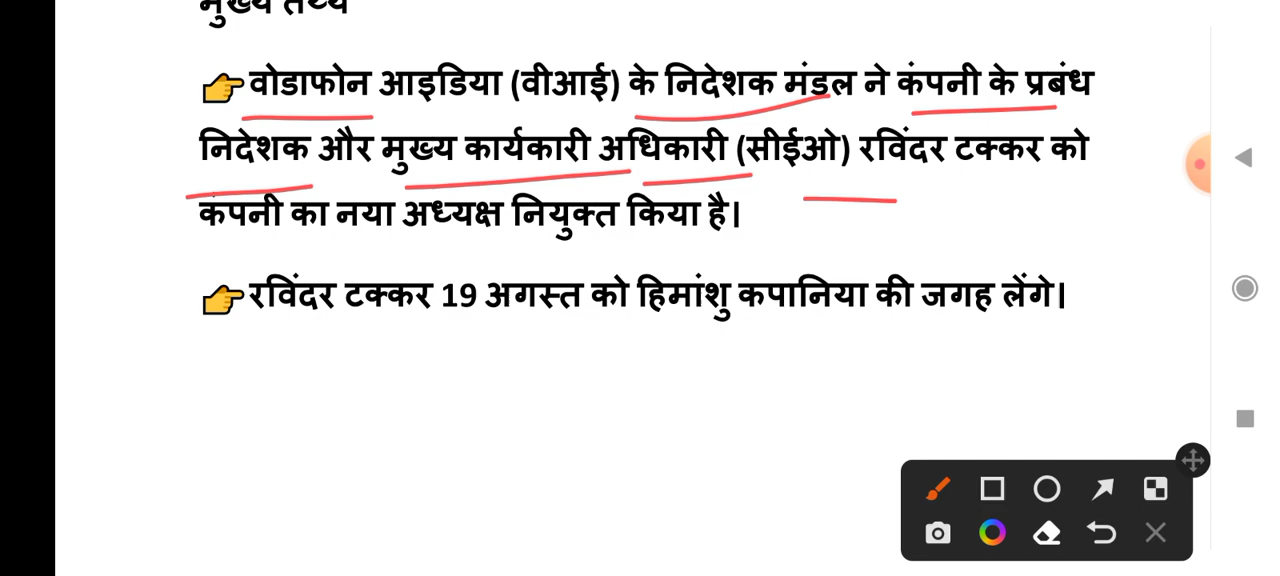 मुख्य तथ्य
👉वोडाफोन आइडिया (वीआई) के निदेशक मंडल ने कंपनी के प्रबंध
निदेशक और मुख्य कार्यकारी अधिकारी (सीईओ) रविंदर टक्कर को
कंपनी का नया अध्यक्ष नियुक्त किया है।
👉रविंदर टक्कर 19 अगस्त को हिमांशु कपानिया की जगह लेंगे।